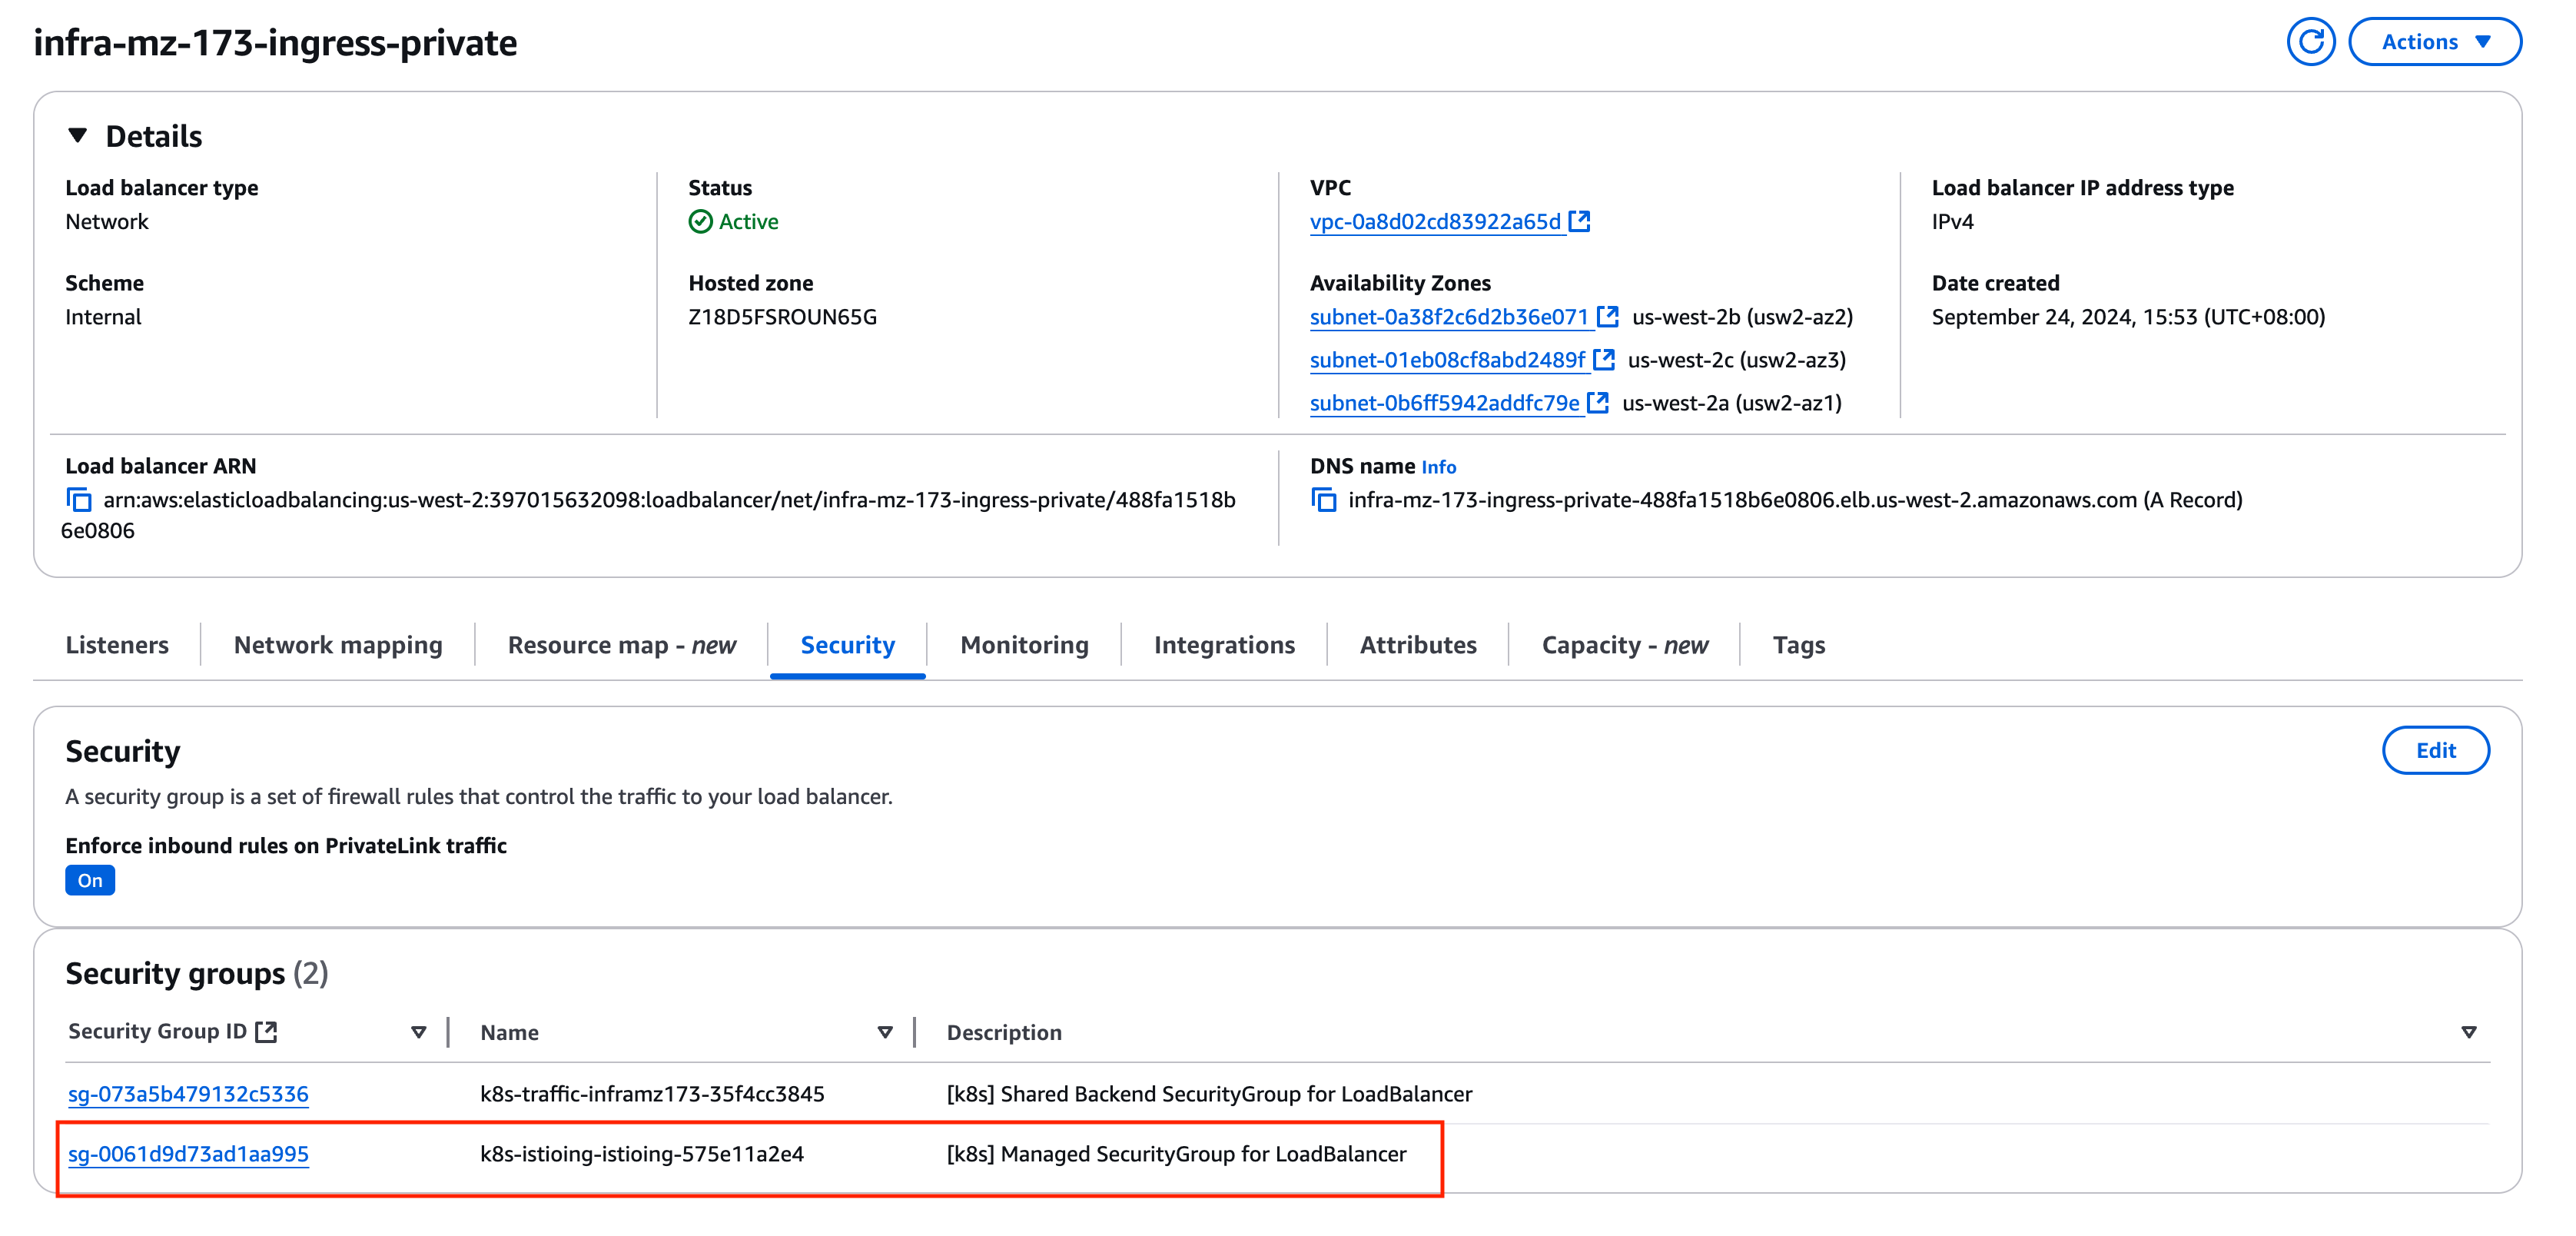 infra-mz-173-ingress-private
Actions
Details
Load balancer type
Network
Status
Active
VPC
vpc-0a8d02cd83922a65d
Load balancer IP address type
IPv4
Scheme
Internal
Hosted zone
Z18D5FSROUN65G
Availability Zones
subnet-0a38f2c6d2b36e071 us-west-2b (usw2-az2)
subnet-01eb08cf8abd2489f us-west-2c (usw2-az3)
subnet-0b6ff5942addfc79e us-west-2a (usw2-az1)
Date created
September 24, 2024, 15:53 (UTC+08:00)
Load balancer ARN
arn:aws:elasticloadbalancing:us-west-2:397015632098:loadbalancer/net/infra-mz-173-ingress-private/488fa1518b
6e0806
DNS name Info
infra-mz-173-ingress-private-488fa1518b6e0806.elb.us-west-2.amazonaws.com (A Record)
Listeners Network mapping Resource map - new Security Monitoring Integrations Attributes Capacity - new Tags
Security
Edit
A security group is a set of firewall rules that control the traffic to your load balancer.
Enforce inbound rules on PrivateLink traffic
On
Security groups (2)
Security Group ID Name Description
sg-073a5b479132c5336 k8s-traffic-inframz173-35f4cc3845 [k8s] Shared Backend SecurityGroup for LoadBalancer
sg-0061d9d73ad1aa995 k8s-istioing-istioing-575e11a2e4 [k8s] Managed SecurityGroup for LoadBalancer